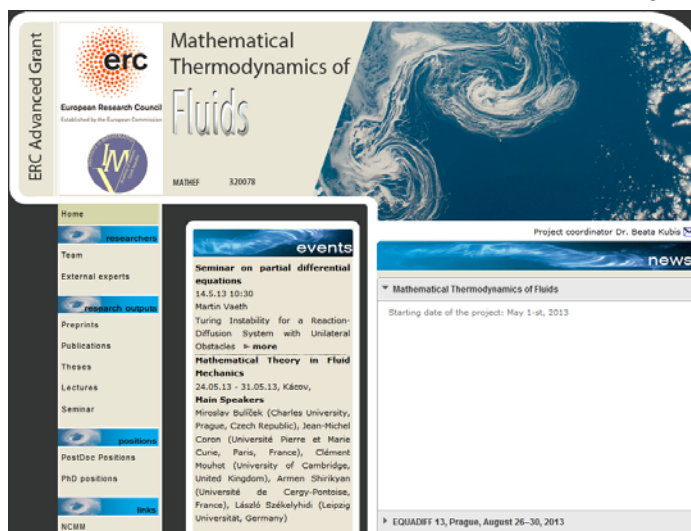 ERC Advanced Grant
erc
European Research Council
Established by the European Commission
Mathematical
Thermodynamics of
Fluids
MATHEF 320078
Home
researchers
Team
External experts
research outputs
Preprints
Publications
Theses
Lectures
Seminar
positions
PostDoc Positions
PhD positions
links
NCMM
events
Seminar on partial differential
equations
14.5.13 10:30
Martin Vaeth
Turing Instability for a Reaction-
Diffusion System with Unilateral
Obstacles more
Mathematical Theory in Fluid
Mechanics
24.05.13 - 31.05.13, Kácov,
Main Speakers
Miroslav Bulíček (Charles University,
Prague, Czech Republic), Jean-Michel
Coron (Université Pierre et Marie
Curie, Paris, France), Clément
Mouhot (University of Cambridge,
United Kingdom), Armen Shirikyan
(Université de Cergy-Pontoise,
France), László Székelyhidi (Leipzig
Universität, Germany)
Project coordinator Dr. Beata Kubis
news
Mathematical Thermodynamics of Fluids
Starting date of the project: May 1-st, 2013
EQUADIFF 13, Prague, August 26–30, 2013